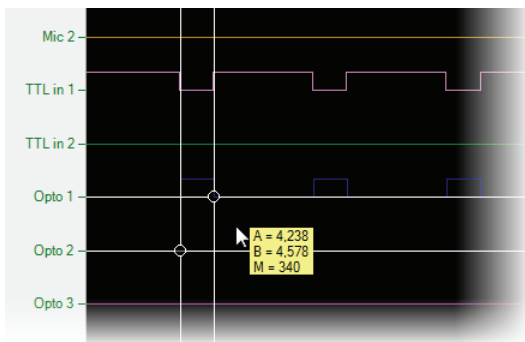 Mic 2
TTL in 1
TTL in 2
Opto 1
Opto 2
A = 4,238
B = 4,578
M = 340
Opto 3